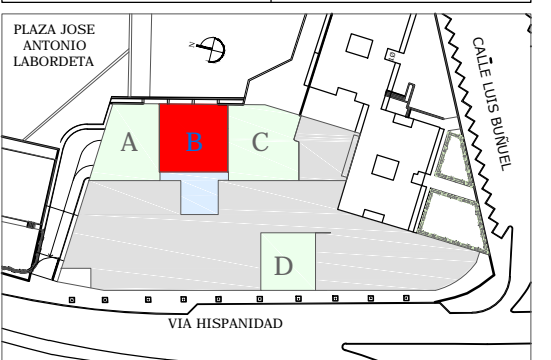 PLAZA JOSE
ANTONIO
LABORDETA
N
CALLE LUIS BUÑUEL
A
B
C
D
VIA HISPANIDAD